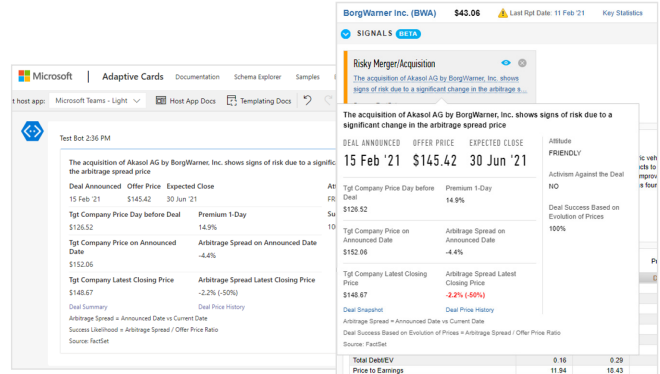 Microsoft
Adaptive Cards
Documentation
Schema Explorer
Samples
t host app:
Microsoft Teams - Light
Host App Docs
Templating Docs
Test Bot 2:36 PM
The acquisition of Akasol AG by BorgWarner, Inc. shows signs of risk due to a signific
the arbitrage spread price
Deal Announced Offer Price Expected Close
15 Feb '21 $145.42 30 Jun '21
Tgt Company Price Day before Deal Premium 1-Day
$126.52 14.9%
Tgt Company Price on Announced Arbitrage Spread on Announced Date
Date -4.4%
$152.06
Tgt Company Latest Closing Price Arbitrage Spread Latest Closing Price
$148.67 -2.2% (-50%)
Deal Summary Deal Price History
Arbitrage Spread = Announced Date vs Current Date
Success Likelihood = Arbitrage Spread / Offer Price Ratio
Source: FactSet
BorgWarner Inc. (BWA) $43.06 Last Rpt Date: 11 Feb '21 Key Statistics
SIGNALS BETA
Risky Merger/Acquisition
The acquisition of Akasol AG by BorgWarner, Inc. shows
signs of risk due to a significant change in the arbitrage s...
The acquisition of Akasol AG by BorgWarner, Inc. shows signs of risk due to a
significant change in the arbitrage spread price
DEAL ANNOUNCED OFFER PRICE EXPECTED CLOSE
15 Feb '21 $145.42 30 Jun '21
Attitude
FRIENDLY
Activism Against the Deal
NO
Deal Success Based on
Evolution of Prices
100%
Tgt Company Price Day before Premium 1-Day
Deal 14.9%
$126.52
Tgt Company Price on Arbitrage Spread on
Announced Date Announced Date
$152.06 -4.4%
Tgt Company Latest Closing Arbitrage Spread Latest
Price Closing Price
$148.67 -2.2% (-50%)
Deal Snapshot Deal Price History
Arbitrage Spread = Announced Date vs Current Date
Deal Success Based on Evolution of Prices = Arbitrage Spread / Offer Price Ratio
Source: FactSet
Total Debt/EV 0.16 0.29
Price to Earnings 11.94 18.43